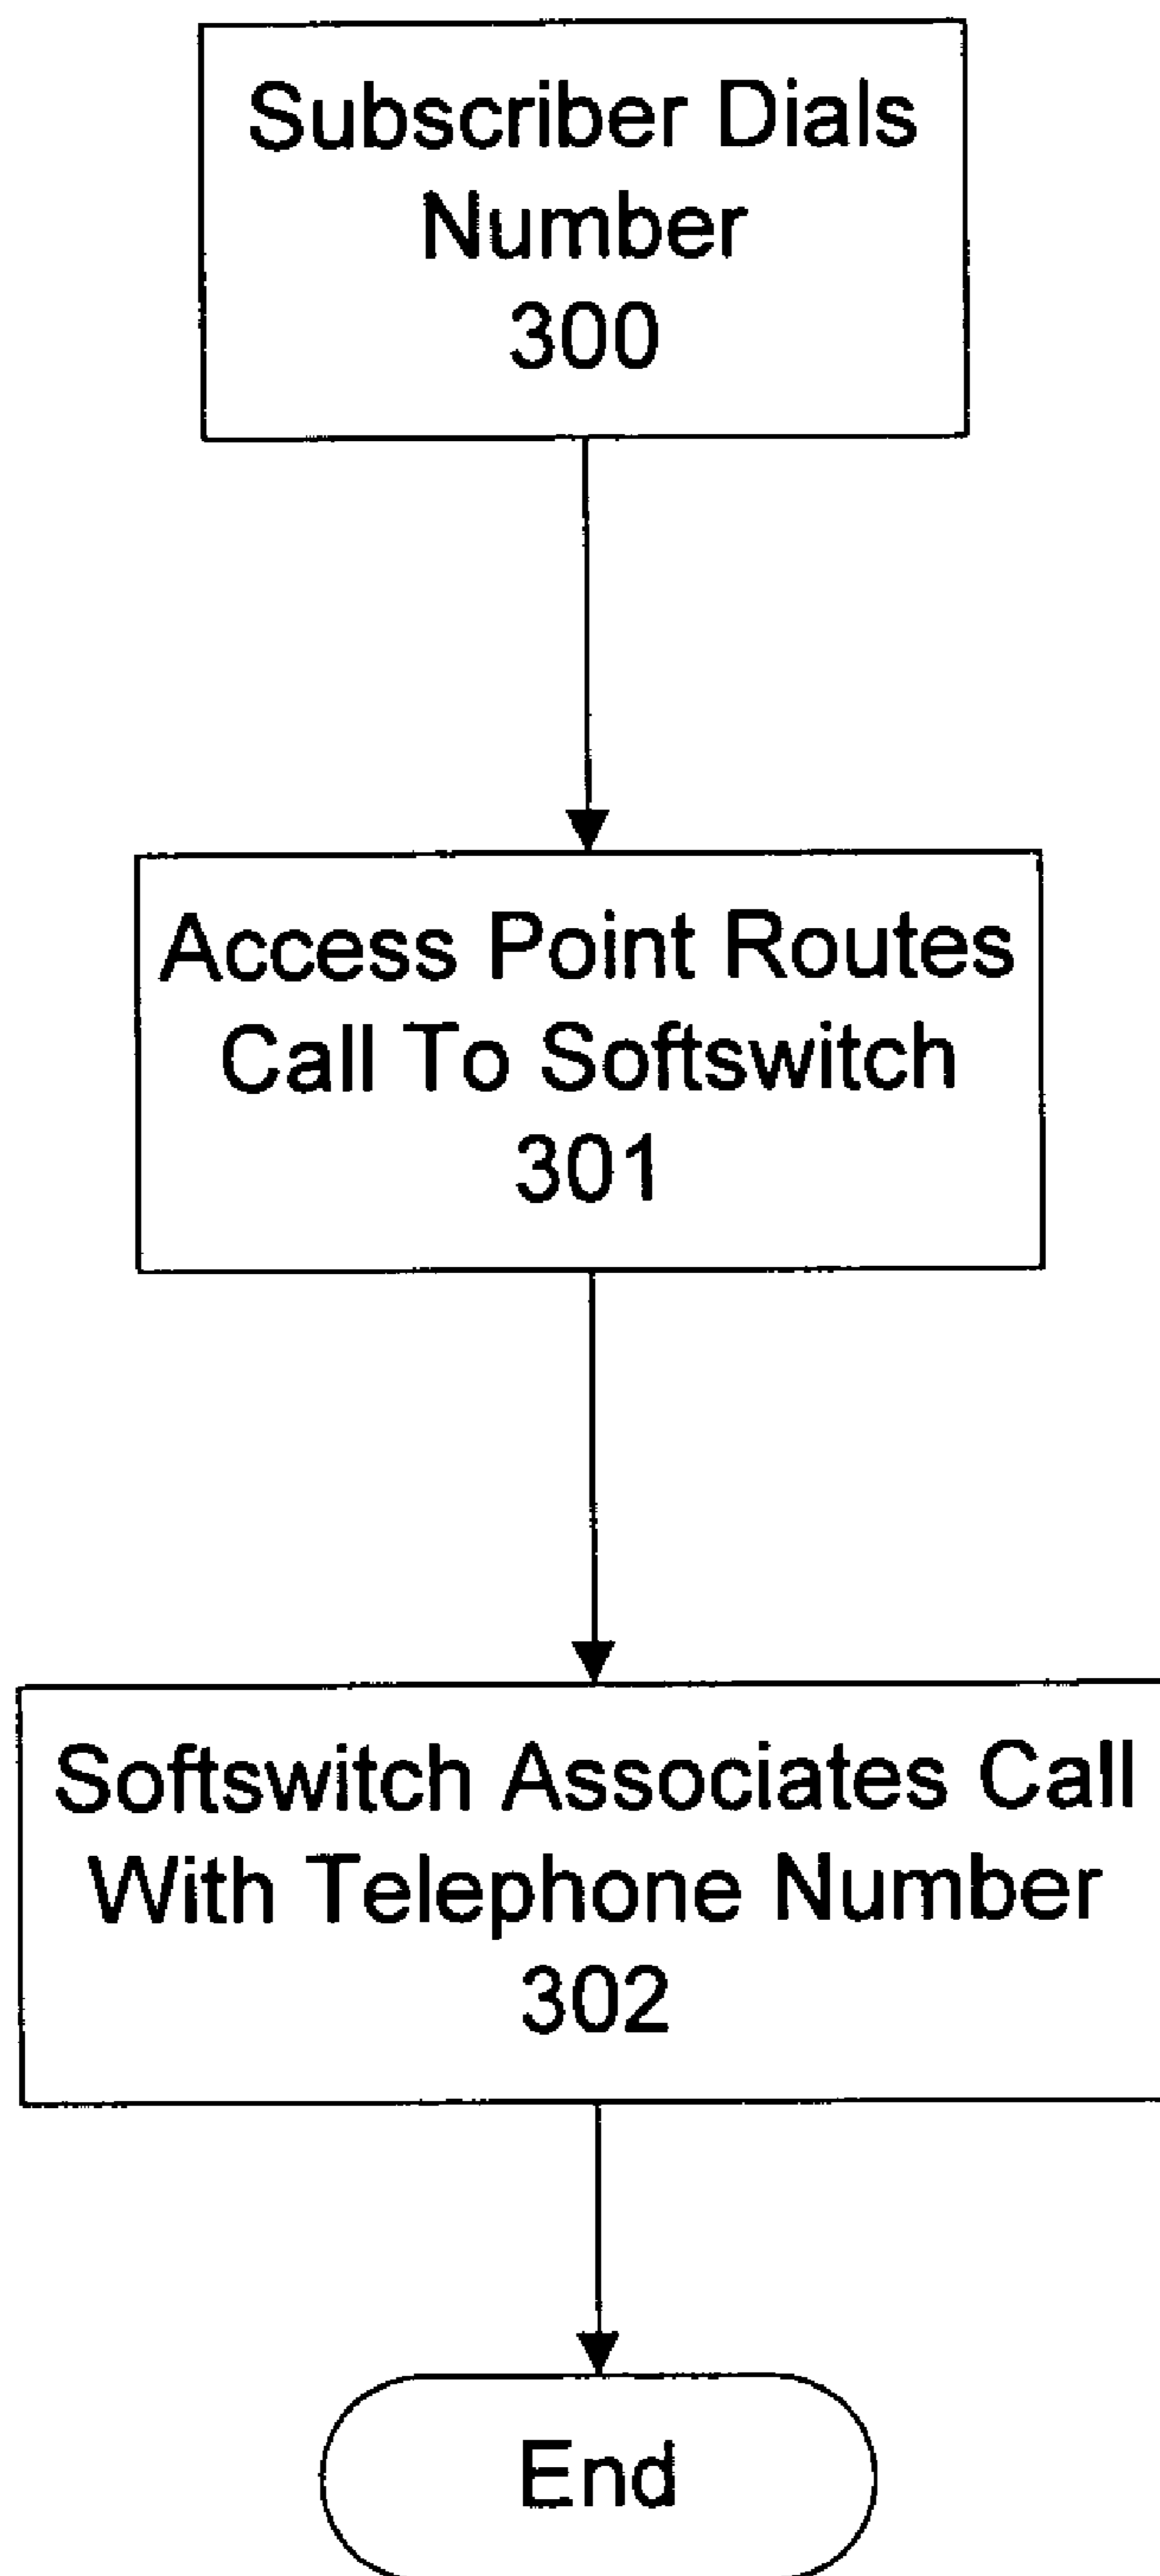 Subscriber Dials
Number
300
Access Point Routes
Call To Softswitch
301
Softswitch Associates Call
With Telephone Number
302
End